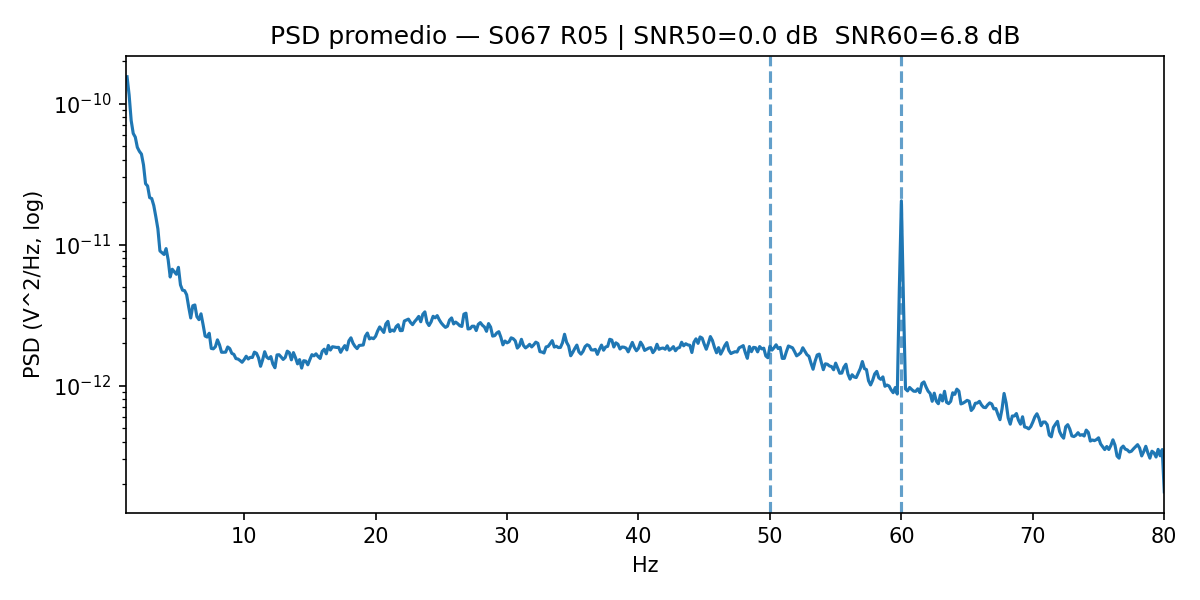 PSD promedio — S067 R05 | SNR50=0.0 dB  SNR60=6.8 dB
PSD (V^2/Hz, log)
10⁻¹⁰
10⁻¹¹
10⁻¹²
10 20 30 40 50 60 70 80
Hz